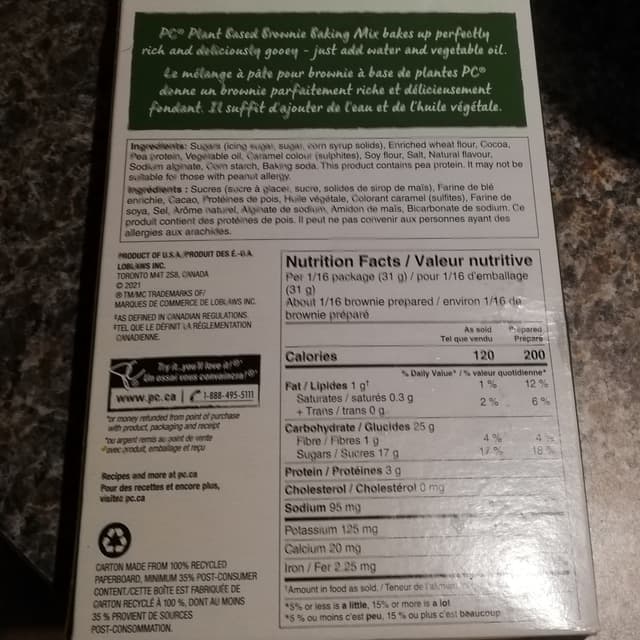 PC® Plant Based Brownie Baking Mix bakes up perfectly
rich and deliciously gooey - just add water and vegetable oil.
Le mélange à pâte pour brownie à base de plantes PC®
donne un brownie parfaitement riche et délicieusement
fondant. Il suffit d'ajouter de l'eau et de l'huile végétale.
Ingredients: Sugars (icing sugar, sugar, corn syrup solids), Enriched wheat flour, Cocoa,
Pea protein, Vegetable oil, Caramel colour (sulphites), Soy flour, Salt, Natural flavour,
Sodium alginate, Corn starch, Baking soda. This product contains pea protein. It may not be
suitable for those with peanut allergy.
Ingrédients : Sucres (sucre à glacer, sucre, solides de sirop de maïs), Farine de blé
enrichie, Cacao, Protéines de pois, Huile végétale, Colorant caramel (sulfites), Farine de
soya, Sel, Arôme naturel, Alginate de sodium, Amidon de maïs, Bicarbonate de sodium. Ce
produit contient des protéines de pois. Il peut ne pas convenir aux personnes ayant des
allergies aux arachides.
PRODUCT OF U.S.A./PRODUIT DES É.-U.A.
LOBLAWS INC.
TORONTO M4T 2S8, CANADA
© 2021
®TM/MC TRADEMARKS OF/
MARQUES DE COMMERCE DE LOBLAWS INC.
‡AS DEFINED IN CANADIAN REGULATIONS.
‡TEL QUE LE DÉFINIT LA RÉGLEMENTATION
CANADIENNE.
Try it, you'll love it!®*
Un essai vous convaincra!®*
www.pc.ca 1-888-495-5111
*or money refunded from point of purchase
with product, packaging and receipt
*ou argent remis au point de vente
avec produit, emballage et reçu
Recipes and more at pc.ca
Pour des recettes et encore plus,
visitez pc.ca
CARTON MADE FROM 100% RECYCLED
PAPERBOARD, MINIMUM 35% POST-CONSUMER
CONTENT./CETTE BOÎTE EST FABRIQUÉE DE
CARTON RECYCLÉ À 100 %, DONT AU MOINS
35 % PROVIENT DE SOURCES
POST-CONSOMMATION.
Nutrition Facts / Valeur nutritive
Per 1/16 package (31 g) / pour 1/16 d'emballage
(31 g)
About 1/16 brownie prepared / environ 1/16 de
brownie préparé
As sold Prepared
Tel que vendu Préparé
Calories 120 200
% Daily Value* / % valeur quotidienne*
Fat / Lipides 1 g† 1 % 12 %
Saturates / saturés 0.3 g
+ Trans / trans 0 g 2 % 6 %
Carbohydrate / Glucides 25 g
Fibre / Fibres 1 g 4 % 4 %
Sugars / Sucres 17 g 17 % 18 %
Protein / Protéines 3 g
Cholesterol / Cholestérol 0 mg
Sodium 95 mg
Potassium 125 mg
Calcium 20 mg
Iron / Fer 2.25 mg
†Amount in food as sold. / Teneur de l'aliment
*5% or less is a little, 15% or more is a lot
*5 % ou moins c'est peu, 15 % ou plus c'est beaucoup